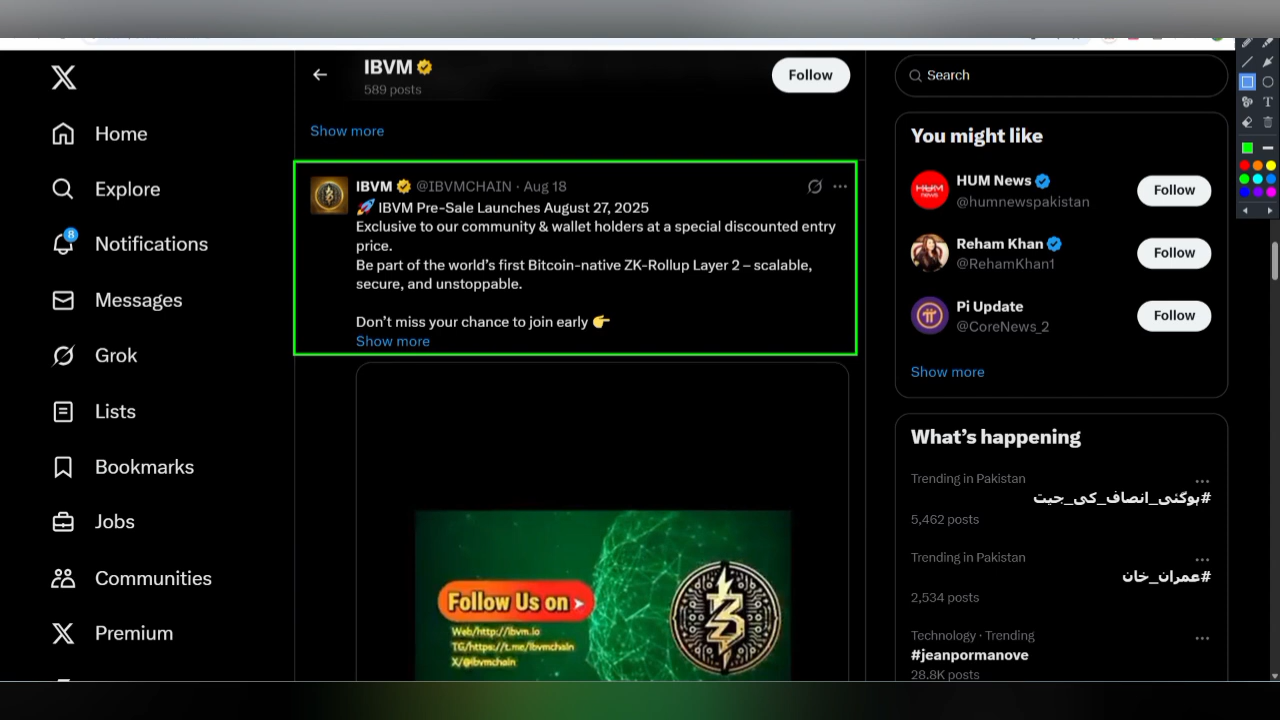 IBVM
589 posts
Follow
Show more
IBVM @IBVMCHAIN · Aug 18
🚀 IBVM Pre-Sale Launches August 27, 2025
Exclusive to our community & wallet holders at a special discounted entry
price.
Be part of the world's first Bitcoin-native ZK-Rollup Layer 2 – scalable,
secure, and unstoppable.
Don't miss your chance to join early 👉
Show more
Follow Us on
Web/http://ibvm.io
TG/https://t.me/ibvmchain
X/@ibvmchain
Home
Explore
8
Notifications
Messages
Grok
Lists
Bookmarks
Jobs
Communities
Premium
Search
You might like
HUM News
@humnewspakistan
Follow
Reham Khan
@RehamKhan1
Follow
Pi Update
@CoreNews_2
Follow
Show more
What's happening
Trending in Pakistan
#ہوگئی_انصاف_کی_جیت
5,462 posts
Trending in Pakistan
#عمران_خان
2,534 posts
Technology · Trending
#jeanpormanove
28.8K posts